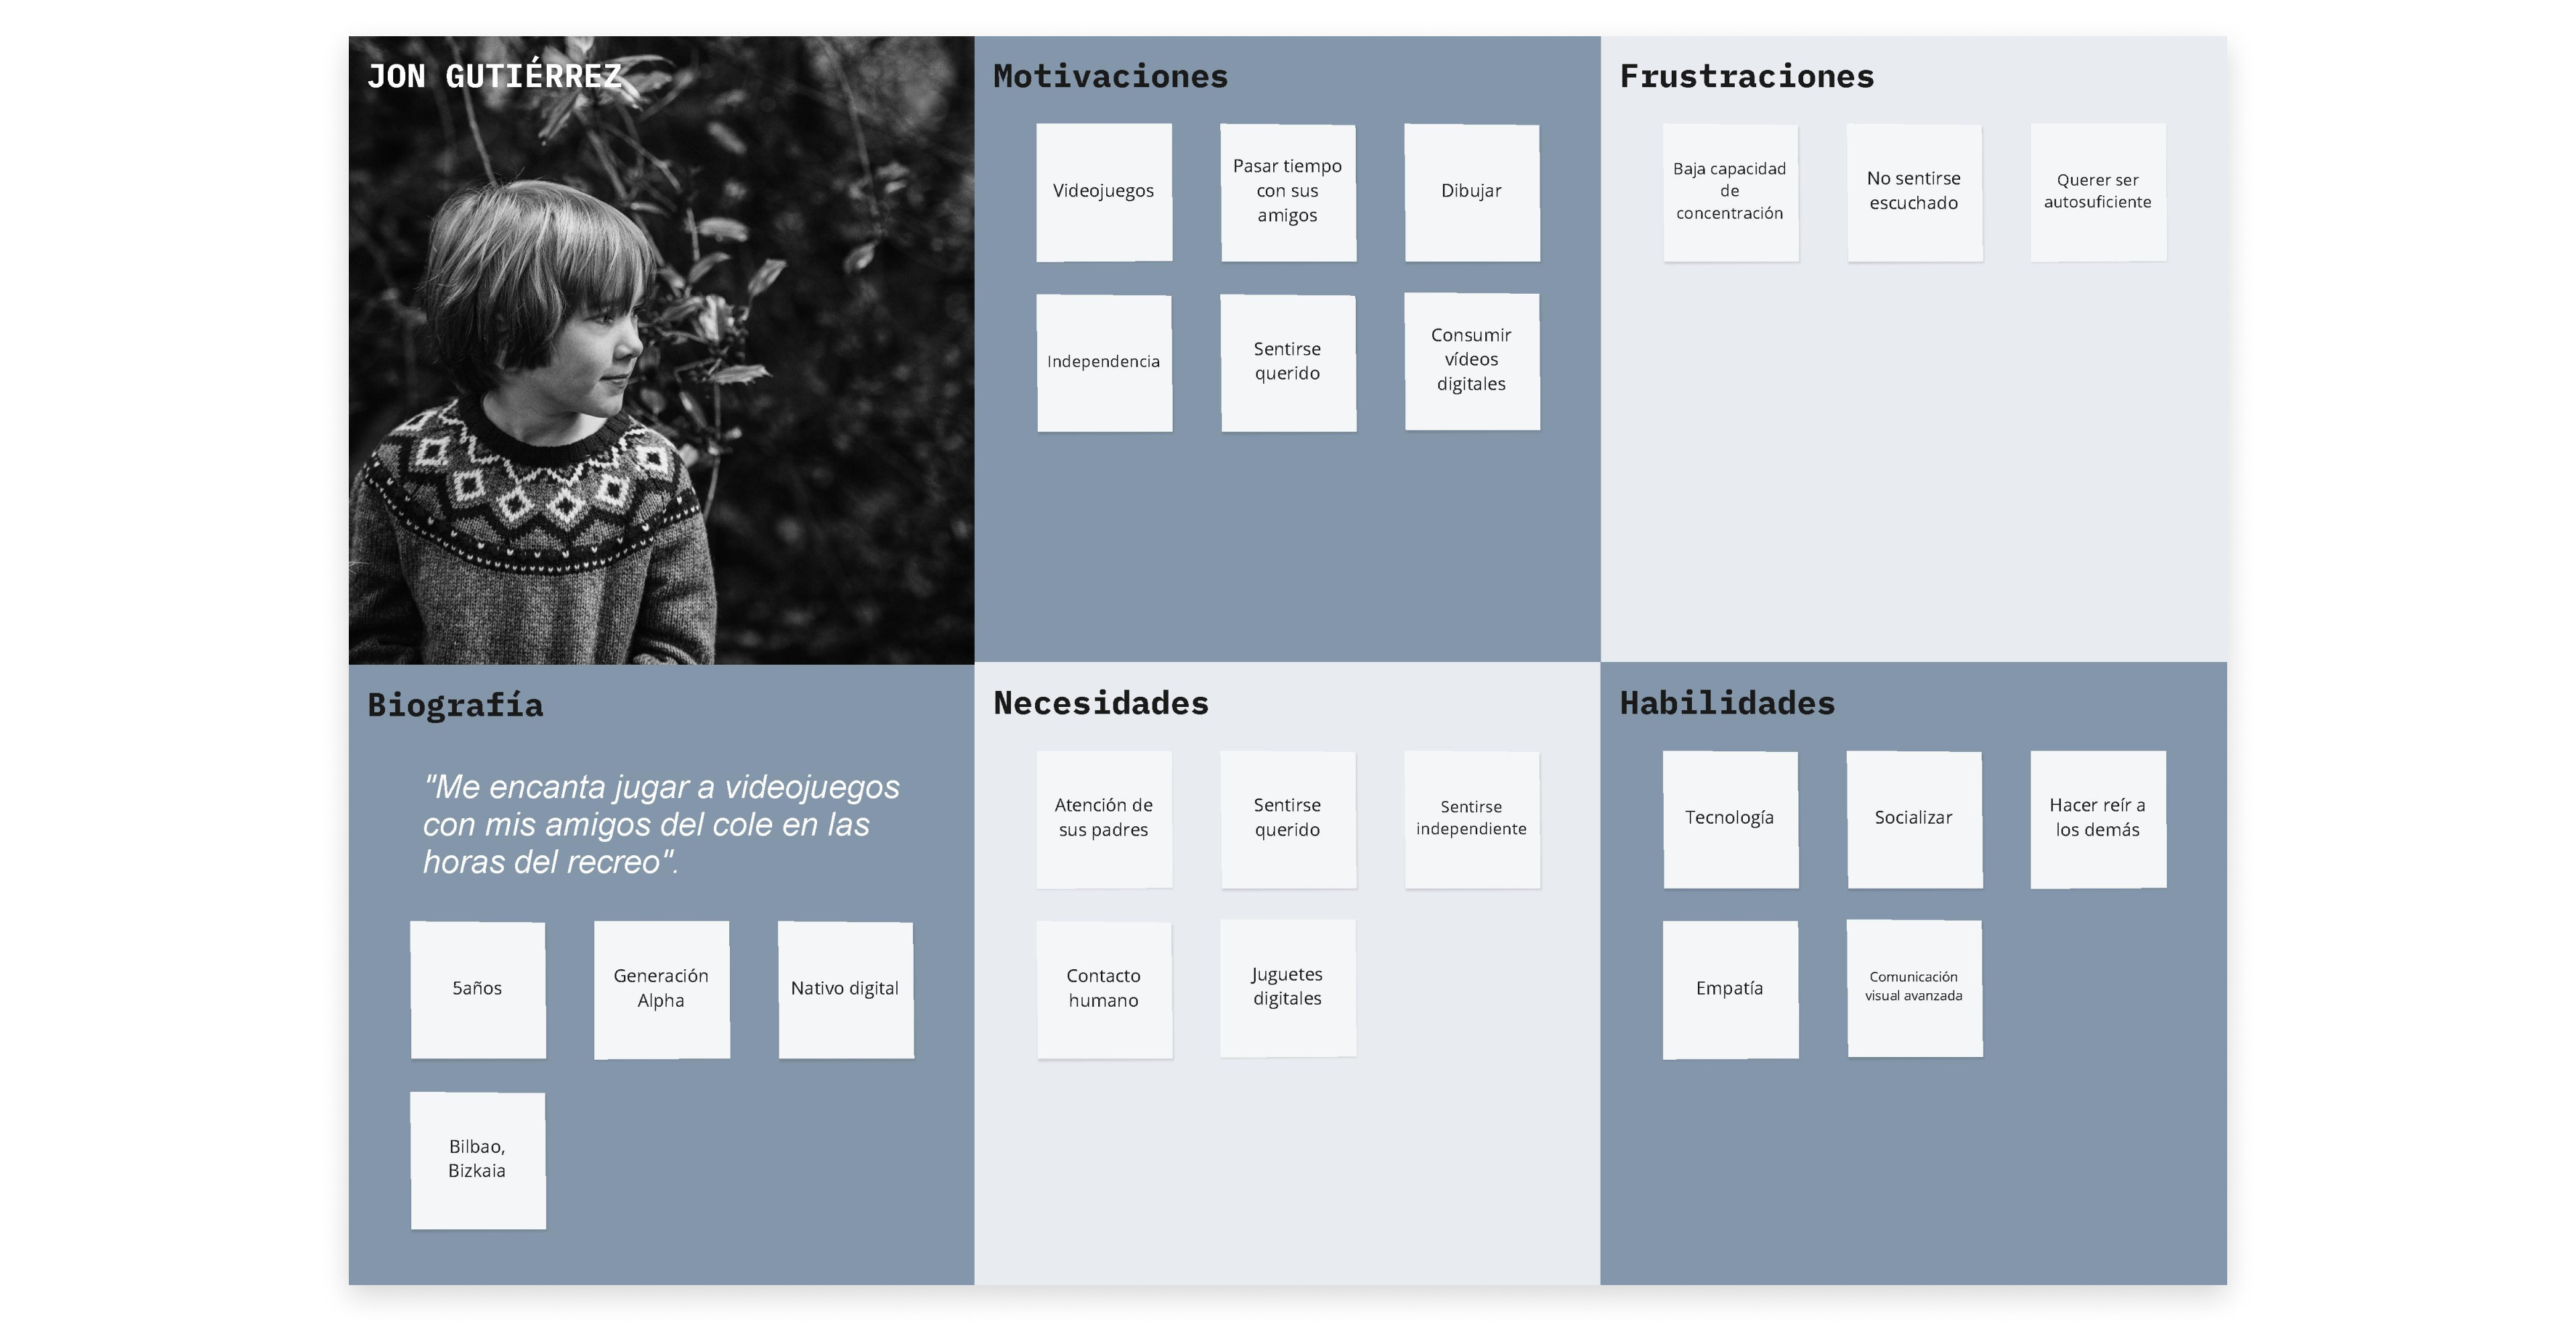 JON GUTIÉRREZ
Motivaciones
Videojuegos
Pasar tiempo
con sus
amigos
Dibujar
Independencia
Sentirse
querido
Consumir
vídeos
digitales
Frustraciones
Baja capacidad
de
concentración
No sentirse
escuchado
Querer ser
autosuficiente
Biografía
"Me encanta jugar a videojuegos
con mis amigos del cole en las
horas del recreo".
5años
Generación
Alpha
Nativo digital
Bilbao,
Bizkaia
Necesidades
Atención de
sus padres
Sentirse
querido
Sentirse
independiente
Contacto
humano
Juguetes
digitales
Habilidades
Tecnología
Socializar
Hacer reír a
los demás
Empatía
Comunicación
visual avanzada